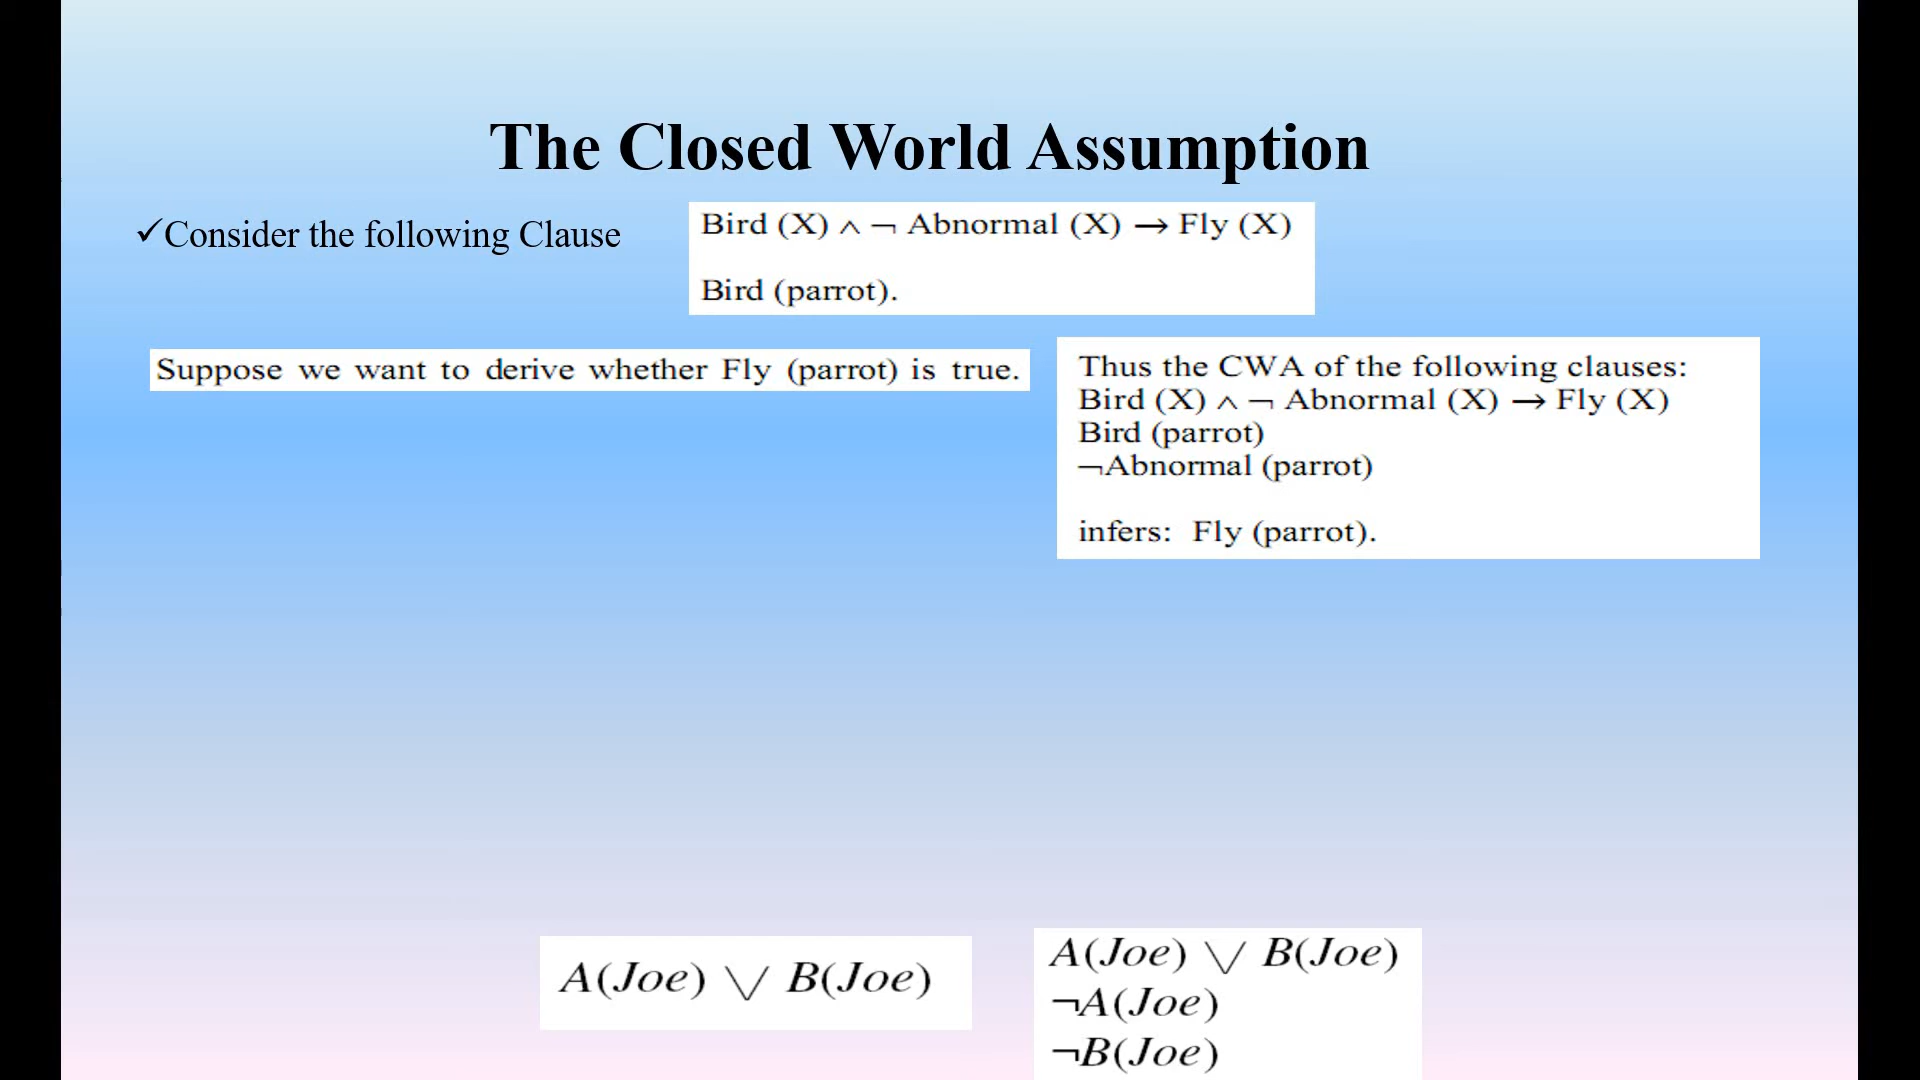 The Closed World Assumption
✓Consider the following Clause
Bird (X) ∧ ¬ Abnormal (X) → Fly (X)
Bird (parrot).
Suppose we want to derive whether Fly (parrot) is true.
Thus the CWA of the following clauses:
Bird (X) ∧ ¬ Abnormal (X) → Fly (X)
Bird (parrot)
¬Abnormal (parrot)
infers: Fly (parrot).
A(Joe) ∨ B(Joe)
A(Joe) ∨ B(Joe)
¬A(Joe)
¬B(Joe)